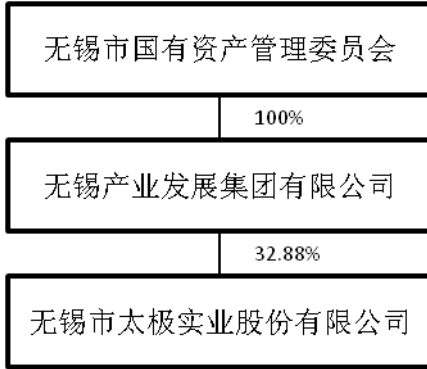 无锡市国有资产管理委员会
100%
无锡产业发展集团有限公司
32.88%
无锡市太极实业股份有限公司